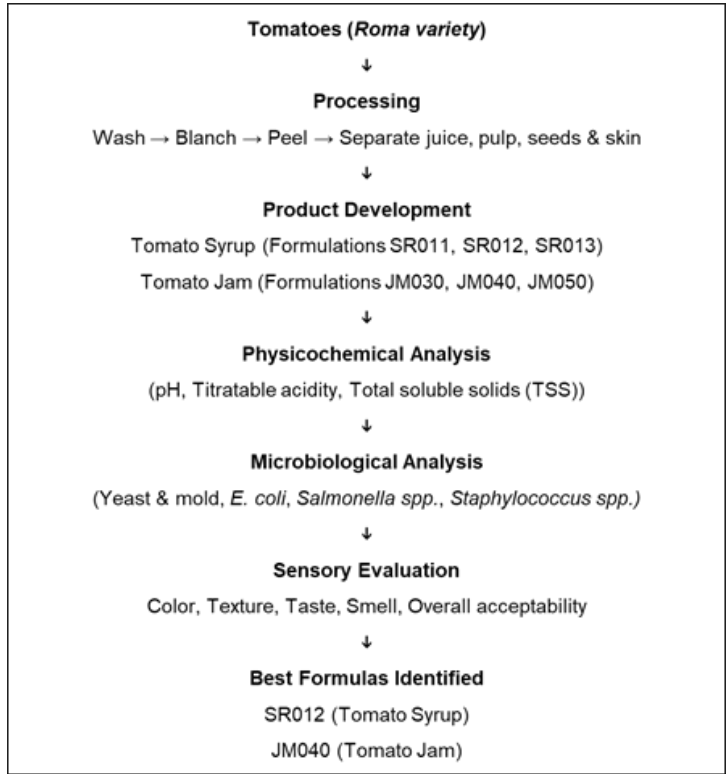 Tomatoes (Roma variety)
↓
Processing
Wash → Blanch → Peel → Separate juice, pulp, seeds & skin
↓
Product Development
Tomato Syrup (Formulations SR011, SR012, SR013)
Tomato Jam (Formulations JM030, JM040, JM050)
↓
Physicochemical Analysis
(pH, Titratable acidity, Total soluble solids (TSS))
↓
Microbiological Analysis
(Yeast & mold, E. coli, Salmonella spp., Staphylococcus spp.)
↓
Sensory Evaluation
Color, Texture, Taste, Smell, Overall acceptability
↓
Best Formulas Identified
SR012 (Tomato Syrup)
JM040 (Tomato Jam)